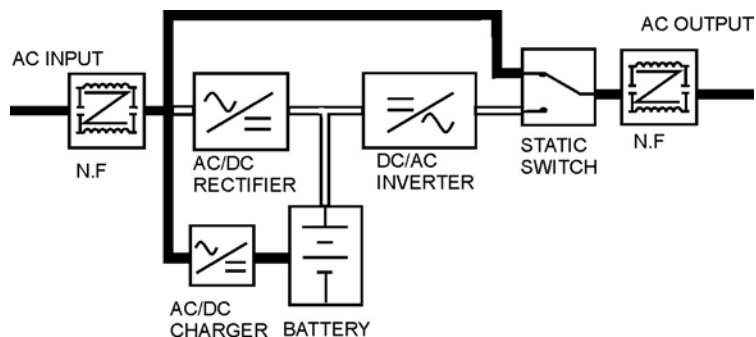 AC INPUT
AC OUTPUT
N.F
AC/DC
RECTIFIER
DC/AC
INVERTER
STATIC
SWITCH
N.F
AC/DC
CHARGER
BATTERY